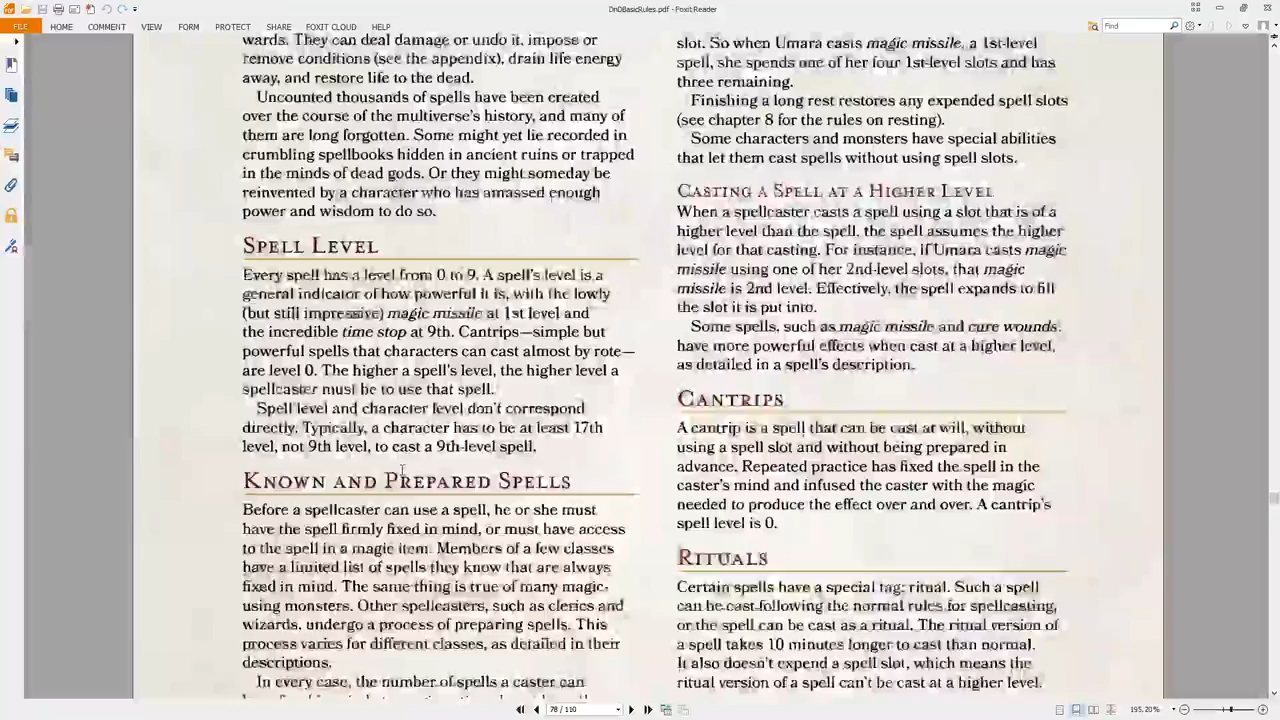 DnDBasicRules.pdf - Foxit Reader
FILE HOME COMMENT VIEW FORM PROTECT SHARE FOXIT CLOUD HELP
Find
wards. They can deal damage or undo it, impose or
remove conditions (see the appendix), drain life energy
away, and restore life to the dead.
Uncounted thousands of spells have been created
over the course of the multiverse's history, and many of
them are long forgotten. Some might yet lie recorded in
crumbling spellbooks hidden in ancient ruins or trapped
in the minds of dead gods. Or they might someday be
reinvented by a character who has amassed enough
power and wisdom to do so.
SPELL LEVEL
Every spell has a level from 0 to 9. A spell's level is a
general indicator of how powerful it is, with the lowly
(but still impressive) magic missile at 1st level and
the incredible time stop at 9th. Cantrips—simple but
powerful spells that characters can cast almost by rote—
are level 0. The higher a spell's level, the higher level a
spellcaster must be to use that spell.
Spell level and character level don't correspond
directly. Typically, a character has to be at least 17th
level, not 9th level, to cast a 9th-level spell.
KNOWN AND PREPARED SPELLS
Before a spellcaster can use a spell, he or she must
have the spell firmly fixed in mind, or must have access
to the spell in a magic item. Members of a few classes
have a limited list of spells they know that are always
fixed in mind. The same thing is true of many magic-
using monsters. Other spellcasters, such as clerics and
wizards, undergo a process of preparing spells. This
process varies for different classes, as detailed in their
descriptions.
In every case, the number of spells a caster can
slot. So when Umara casts magic missile, a 1st-level
spell, she spends one of her four 1st-level slots and has
three remaining.
Finishing a long rest restores any expended spell slots
(see chapter 8 for the rules on resting).
Some characters and monsters have special abilities
that let them cast spells without using spell slots.
CASTING A SPELL AT A HIGHER LEVEL
When a spellcaster casts a spell using a slot that is of a
higher level than the spell, the spell assumes the higher
level for that casting. For instance, if Umara casts magic
missile using one of her 2nd-level slots, that magic
missile is 2nd level. Effectively, the spell expands to fill
the slot it is put into.
Some spells, such as magic missile and cure wounds,
have more powerful effects when cast at a higher level,
as detailed in a spell's description.
CANTRIPS
A cantrip is a spell that can be cast at will, without
using a spell slot and without being prepared in
advance. Repeated practice has fixed the spell in the
caster's mind and infused the caster with the magic
needed to produce the effect over and over. A cantrip's
spell level is 0.
RITUALS
Certain spells have a special tag: ritual. Such a spell
can be cast following the normal rules for spellcasting,
or the spell can be cast as a ritual. The ritual version of
a spell takes 10 minutes longer to cast than normal.
It also doesn't expend a spell slot, which means the
ritual version of a spell can't be cast at a higher level.
78 / 110
195.20%